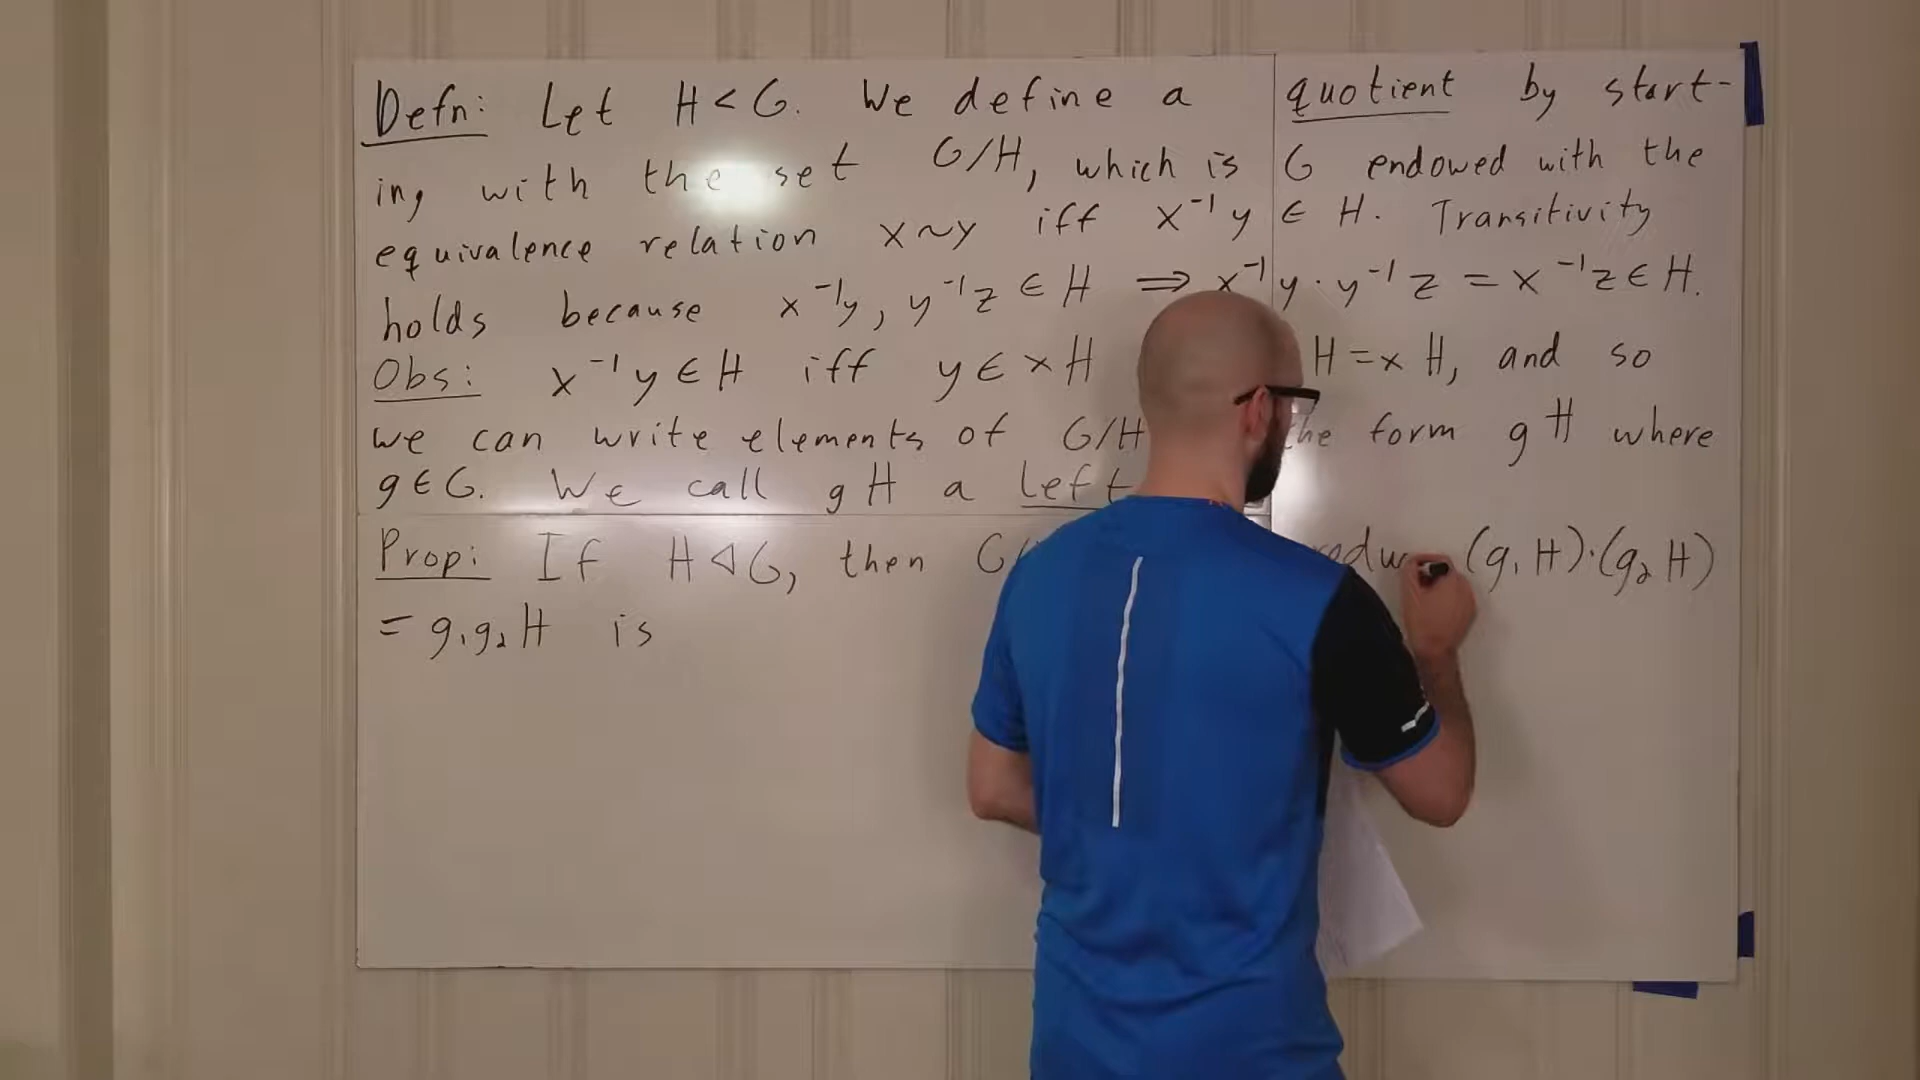 Defn: Let H < G. We define a quotient by start-
ing with the set G/H, which is G endowed with the
equivalence relation x~y iff x⁻¹y ∈ H. Transitivity
holds because x⁻¹y, y⁻¹z ∈ H ⇒ x⁻¹y · y⁻¹z = x⁻¹z ∈ H.
Obs: x⁻¹y ∈ H iff y ∈ xH H = xH, and so
we can write elements of G/H the form gH where
g ∈ G. We call gH a left
Prop: If H ◁ G, then (g₁H)·(g₂H)
= g₁g₂H is